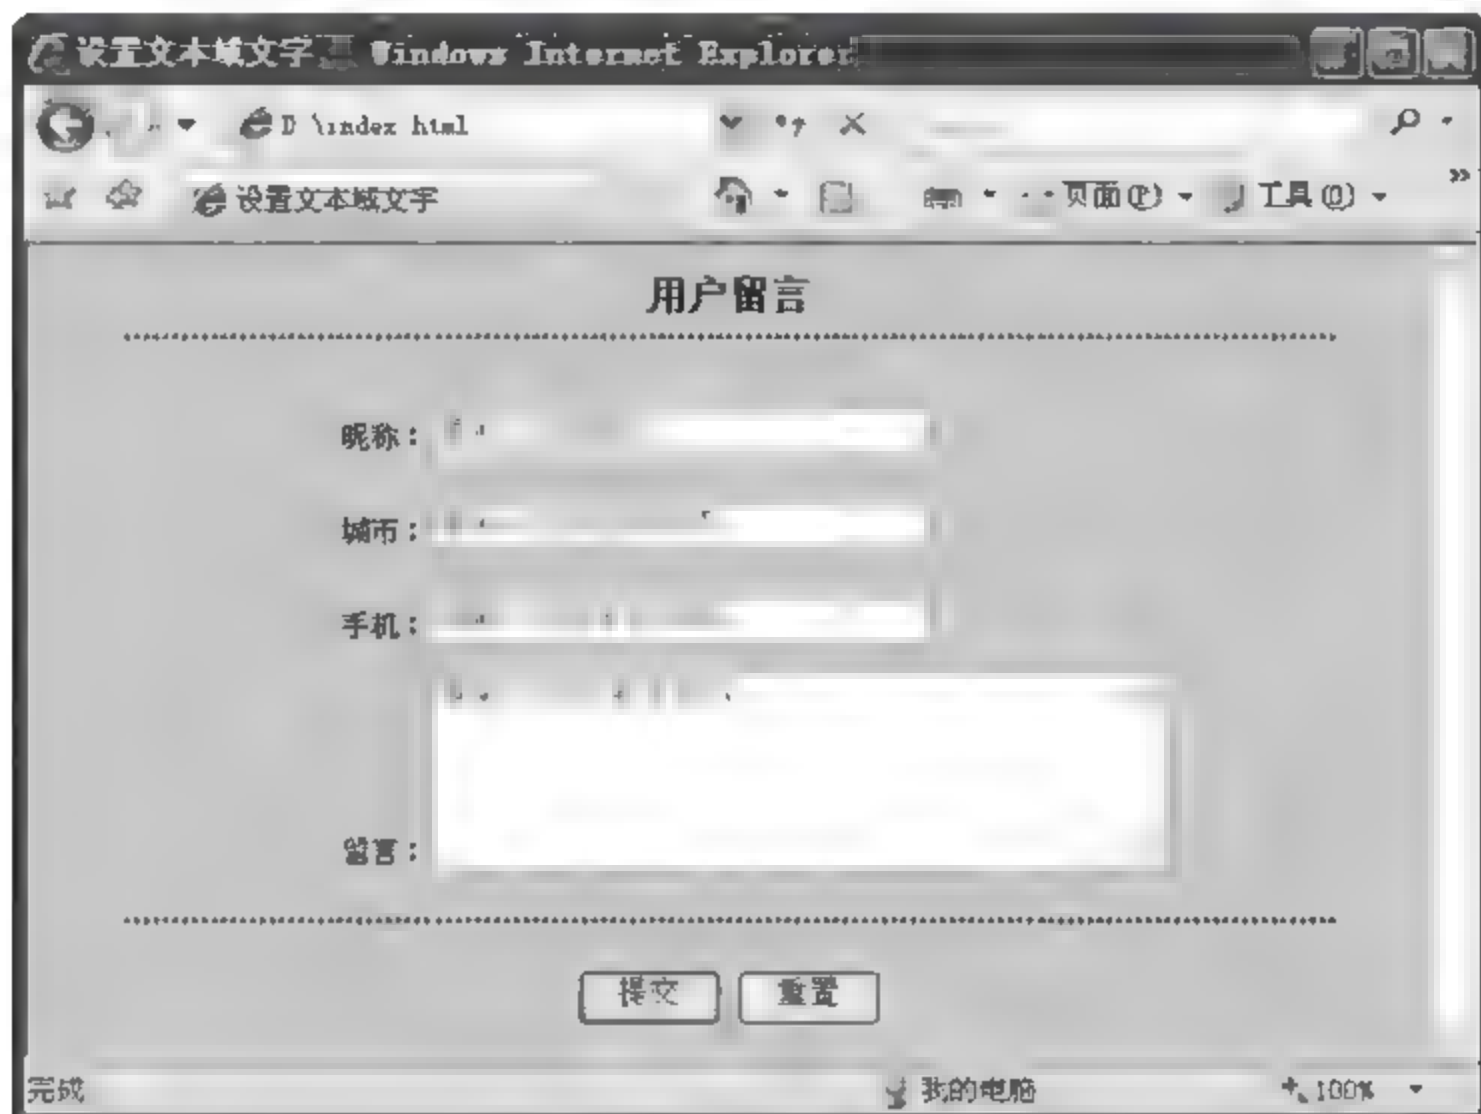 设置文本域文字 Windows Internet Explorer
D \index html
设置文本域文字 页面(P) 工具(O) »
用户留言
昵称：
城市：
手机：
留言：
提交 重置
完成 我的电脑 100%